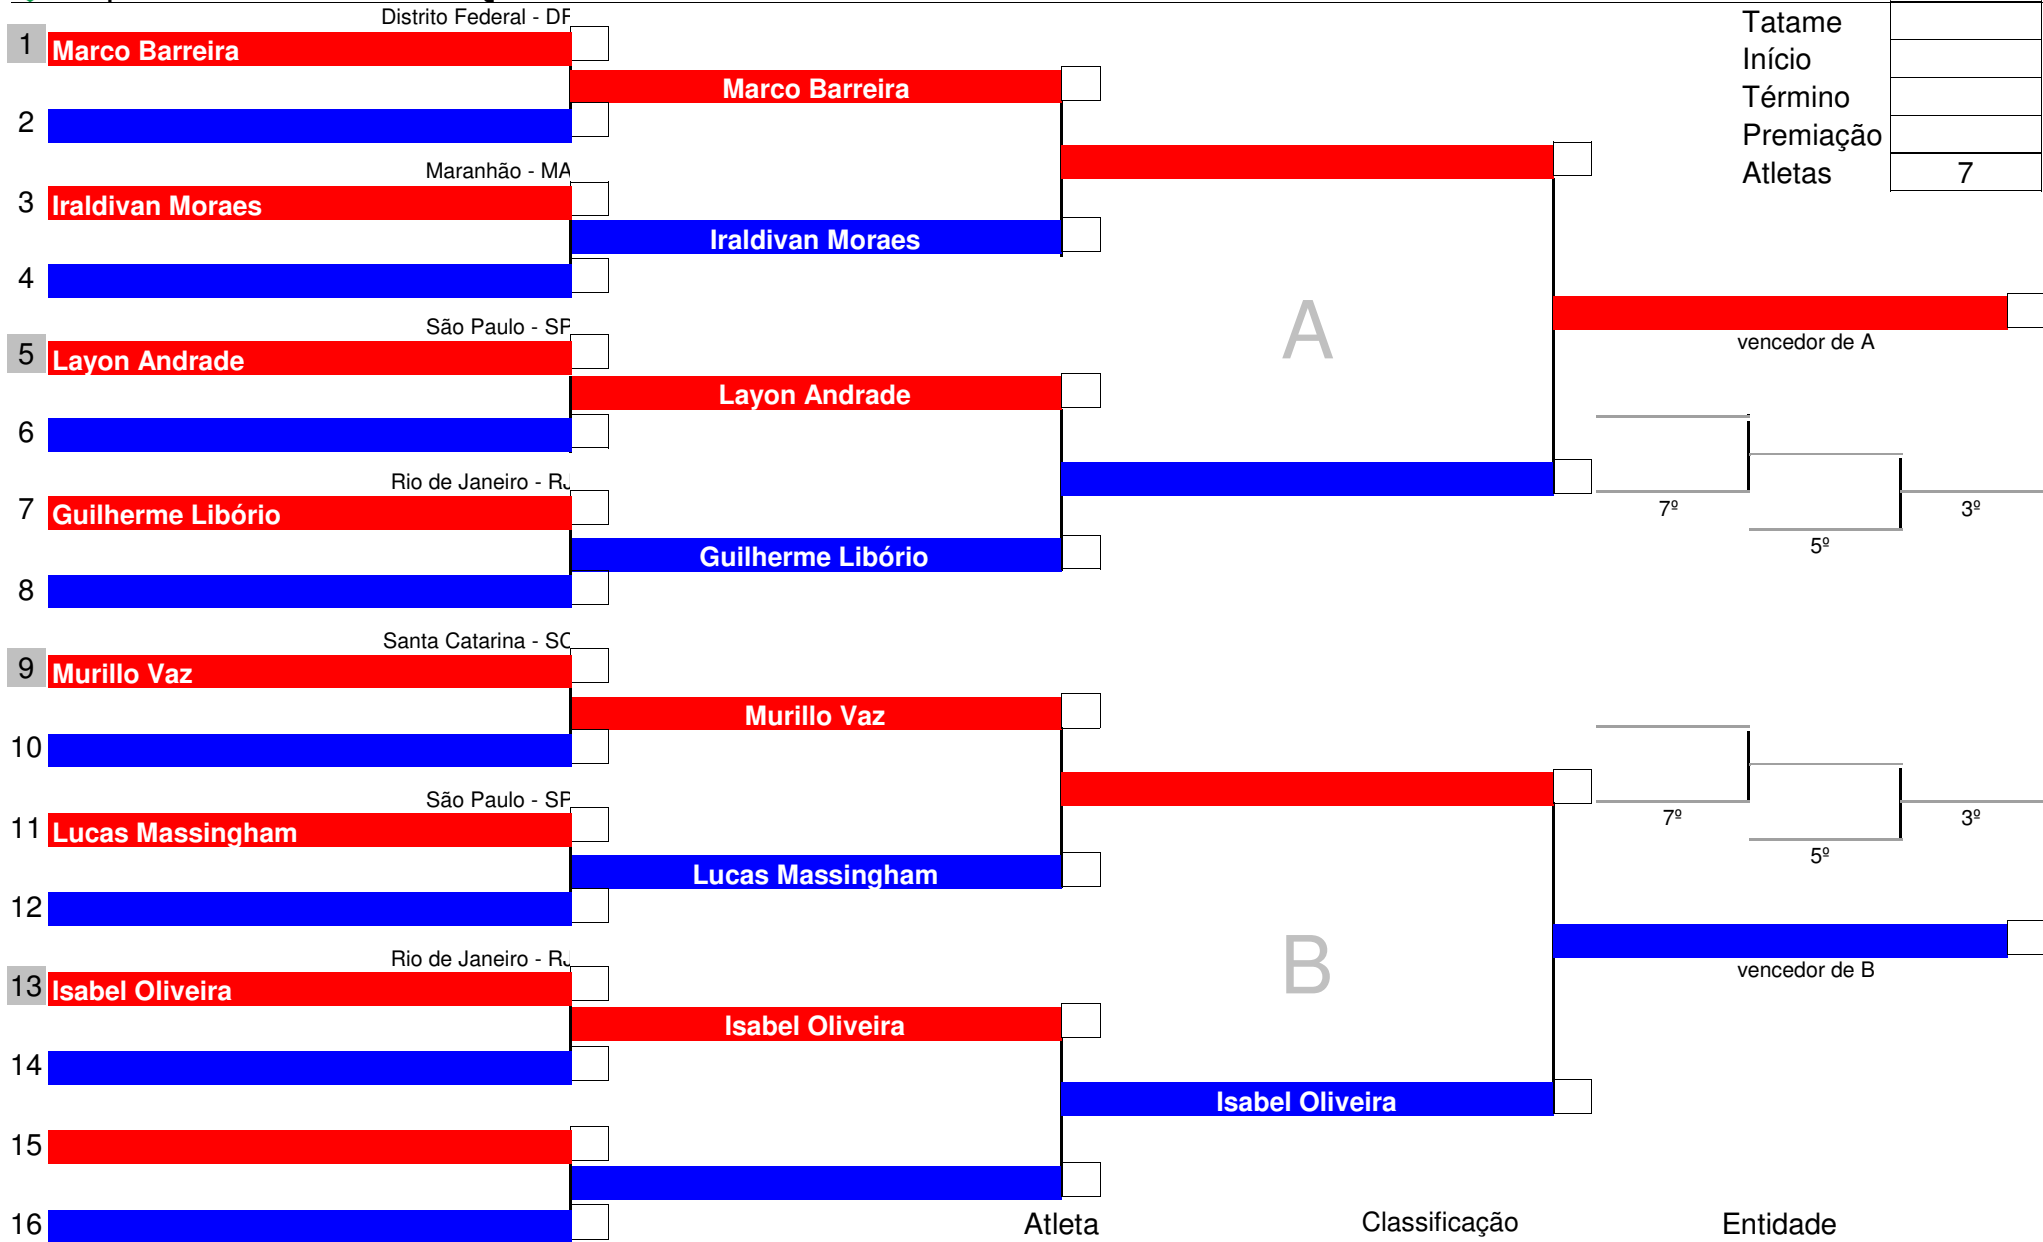 Distrito Federal - DF
1 Marco Barreira
Marco Barreira
2
Maranhão - MA
3 Iraldivan Moraes
Iraldivan Moraes
4
São Paulo - SP
5 Layon Andrade
Layon Andrade
6
Rio de Janeiro - RJ
7 Guilherme Libório
Guilherme Libório
8
Santa Catarina - SC
9 Murillo Vaz
Murillo Vaz
10
São Paulo - SP
11 Lucas Massingham
Lucas Massingham
12
Rio de Janeiro - RJ
13 Isabel Oliveira
Isabel Oliveira
14
Isabel Oliveira
15
16
A
B
Tatame
Início
Término
Premiação
Atletas 7
vencedor de A
7º
3º
5º
7º
3º
5º
vencedor de B
Atleta Classificação Entidade